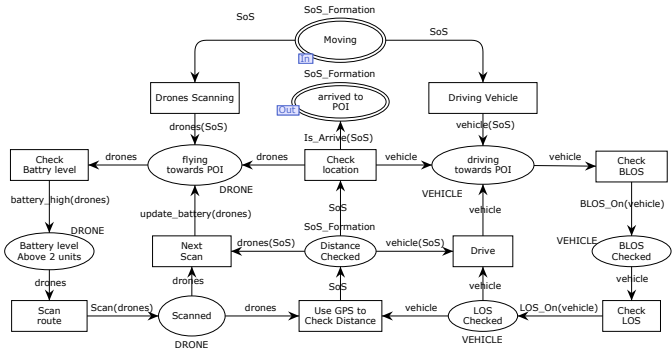 SoS_Formation
SoS
Moving
SoS
In
SoS_Formation
Drones Scanning
arrived to
POI
Out
Driving Vehicle
drones(SoS)
Is_Arrive(SoS)
vehicle(SoS)
Check
Battry level
drones
flying
towards POI
drones
Check
location
vehicle
driving
towards POI
vehicle
Check
BLOS
DRONE
VEHICLE
battery_high(drones)
update_battery(drones)
SoS
vehicle
BLOS_On(vehicle)
DRONE
SoS_Formation
VEHICLE
Battery level
Above 2 units
Next
Scan
drones(SoS)
Distance
Checked
vehicle(SoS)
Drive
BLOS
Checked
drones
drones
SoS
vehicle
vehicle
Scan
route
Scan(drones)
Scanned
drones
Use GPS to
Check Distance
vehicle
LOS
Checked
LOS_On(vehicle)
Check
LOS
DRONE
VEHICLE